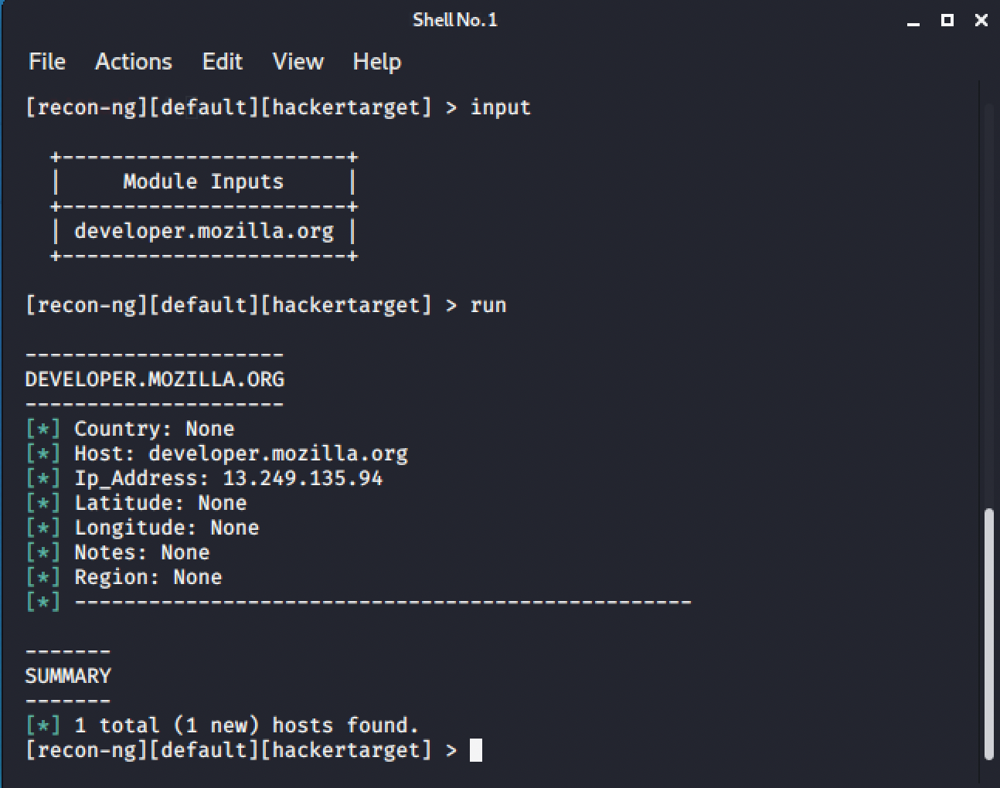 Shell No. 1
File Actions Edit View Help
[recon-ng][default][hackertarget] > input
+-----------------------+
| Module Inputs |
+-----------------------+
| developer.mozilla.org |
+-----------------------+
[recon-ng][default][hackertarget] > run
---------------------
DEVELOPER.MOZILLA.ORG
---------------------
[*] Country: None
[*] Host: developer.mozilla.org
[*] Ip_Address: 13.249.135.94
[*] Latitude: None
[*] Longitude: None
[*] Notes: None
[*] Region: None
[*] --------------------------------------------------
-------
SUMMARY
-------
[*] 1 total (1 new) hosts found.
[recon-ng][default][hackertarget] >